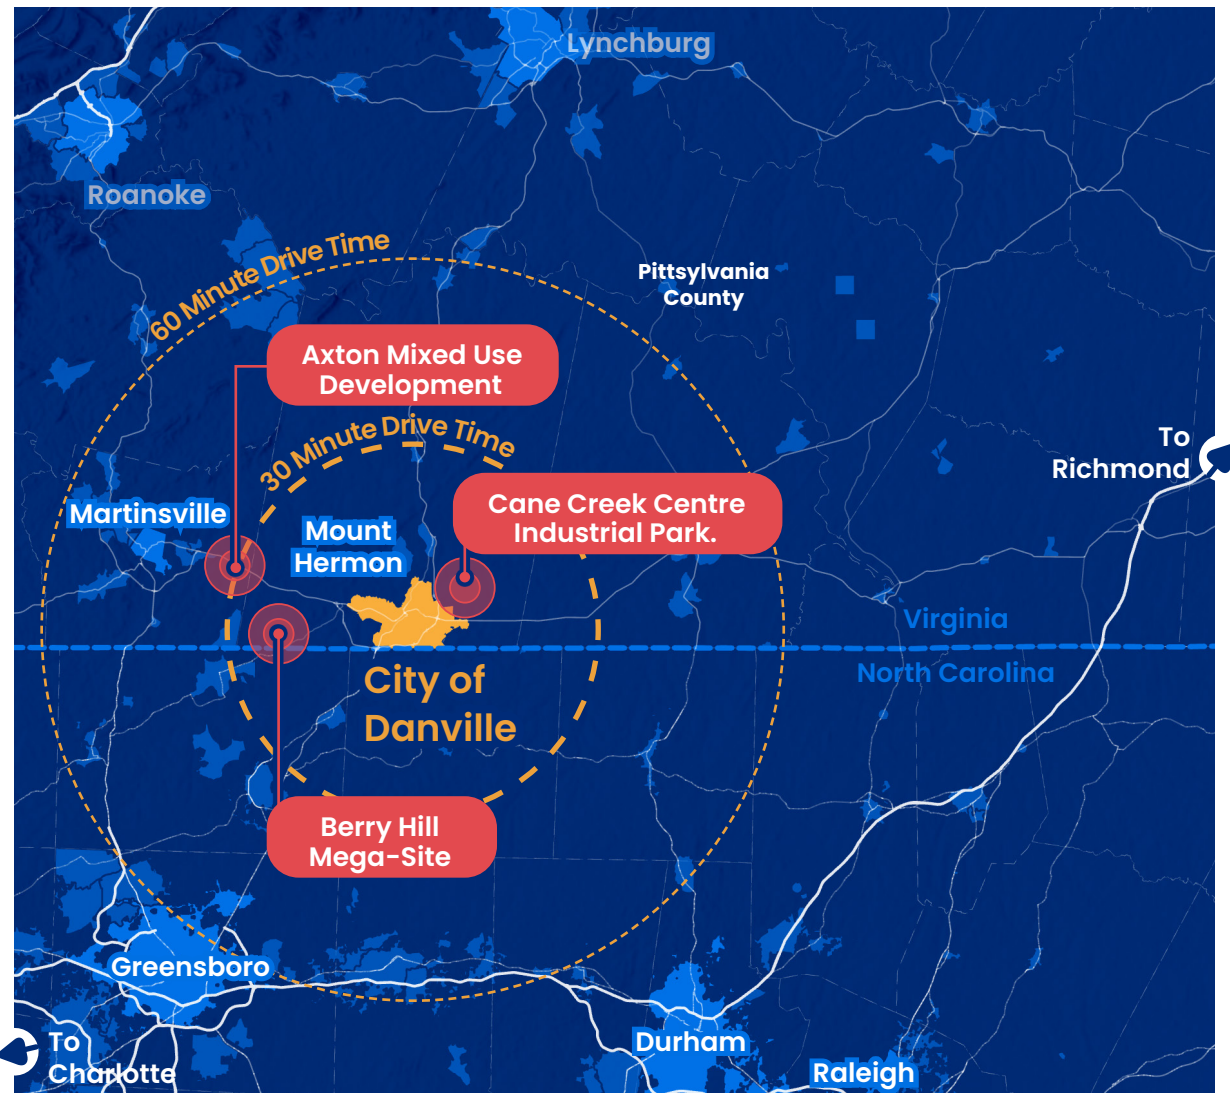 Lynchburg
Roanoke
60 Minute Drive Time
Pittsylvania
County
Axton Mixed Use
Development
30 Minute Drive Time
To
Richmond
Martinsville
Mount
Hermon
Cane Creek Centre
Industrial Park.
Virginia
North Carolina
City of
Danville
Berry Hill
Mega-Site
Greensboro
To
Charlotte
Durham
Raleigh